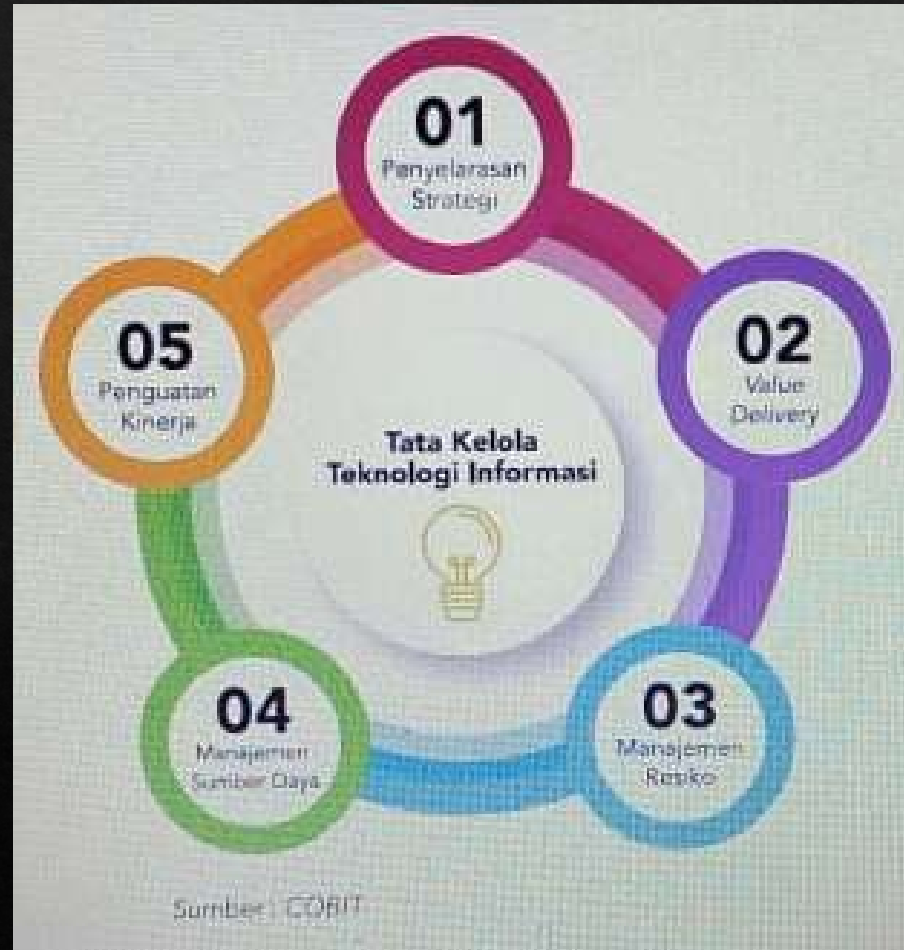 01
Penyelarasan
Strategi
02
Value
Delivery
03
Manajemen
Resiko
04
Manajemen
Sumber Daya
05
Penguatan
Kinerja
Tata Kelola
Teknologi Informasi
Sumber : COBIT